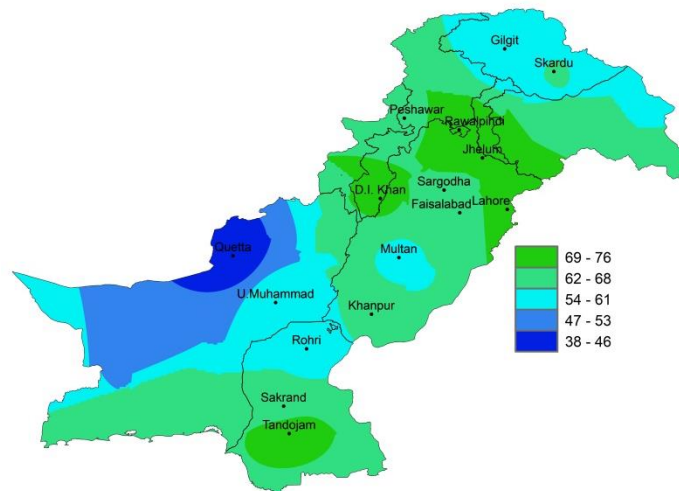 Gilgit
Skardu
Peshawar
Rawalpindi
Jhelum
D.I. Khan
Sargodha
Faisalabad
Lahore
Quetta
Multan
U.Muhammad
Khanpur
Rohri
Sakrand
Tandojam
69 - 76
62 - 68
54 - 61
47 - 53
38 - 46